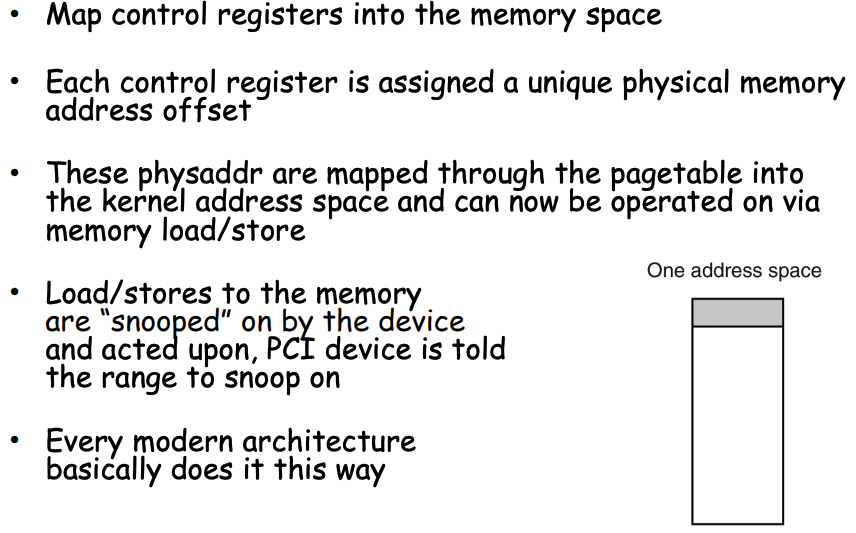 • Map control registers into the memory space
• Each control register is assigned a unique physical memory
address offset
• These physaddr are mapped through the pagetable into
the kernel address space and can now be operated on via
memory load/store
• Load/stores to the memory
are “snooped” on by the device
and acted upon, PCI device is told
the range to snoop on
• Every modern architecture
basically does it this way
One address space